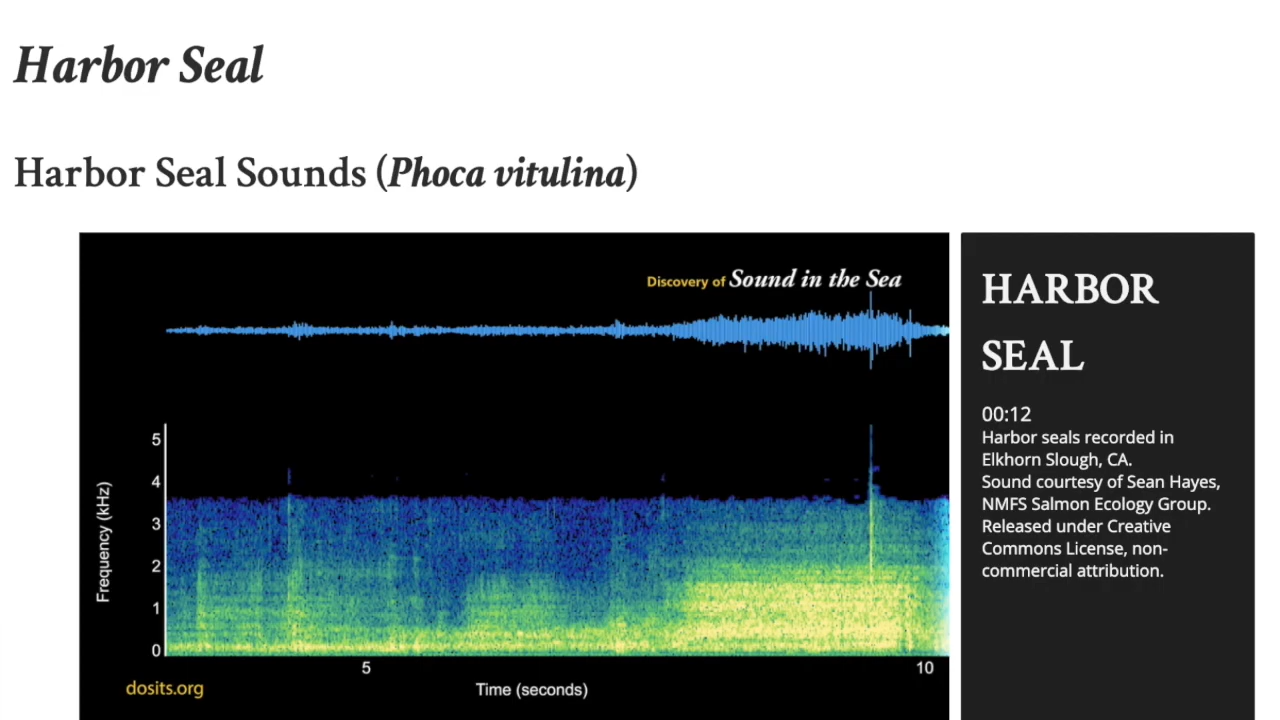 Harbor Seal
Harbor Seal Sounds (Phoca vitulina)
Discovery of Sound in the Sea
5
4
3
2
1
0
Frequency (kHz)
5
10
Time (seconds)
dosits.org
HARBOR
SEAL
00:12
Harbor seals recorded in
Elkhorn Slough, CA.
Sound courtesy of Sean Hayes,
NMFS Salmon Ecology Group.
Released under Creative
Commons License, non-
commercial attribution.